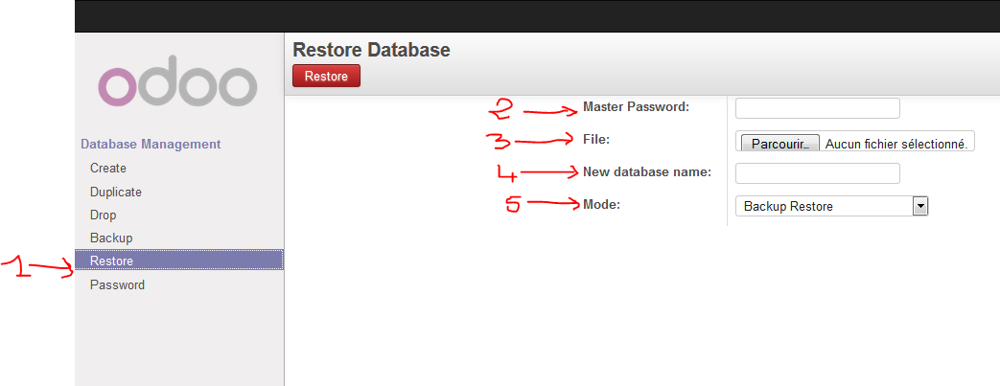 Restore Database
odoo
Restore
2 Master Password:
3 File: Parcourir... Aucun fichier sélectionné.
Database Management
Create
4 New database name:
Duplicate
5 Mode: Backup Restore
Drop
Backup
1 Restore
Password